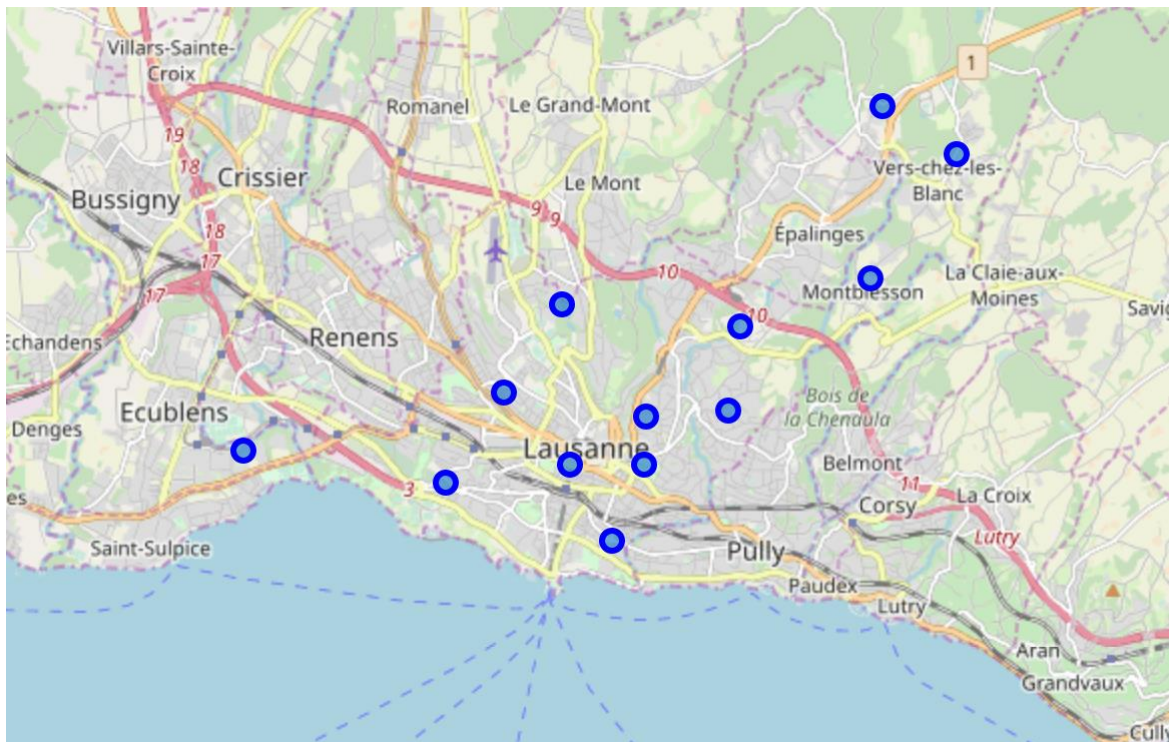 Villars-Sainte-
Croix
Romanel
Le Grand-Mont
1
19
18
Crissier
Le Mont
Vers-chez-les-
Blanc
Bussigny
9
9
18
Épalinges
17
10
La Claie-aux-
Moines
17
Montblesson
Savig
Echandens
Renens
10
Ecublens
Bois de
la Chenaula
Denges
Lausanne
Belmont
es
3
11
La Croix
Corsy
Lutry
Saint-Sulpice
Pully
Paudex
Lutry
Aran
Grandvaux
Cully